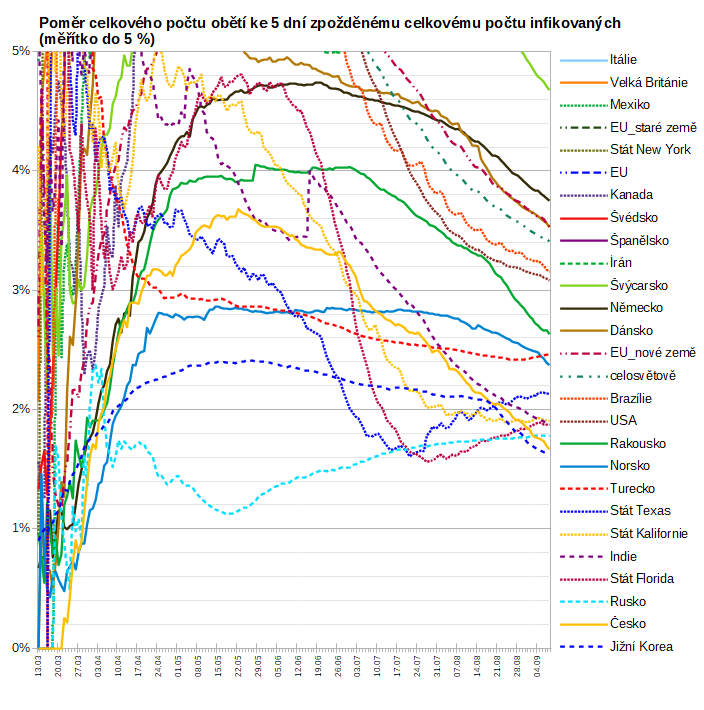 Poměr celkového počtu obětí ke 5 dní zpožděnému celkovému počtu infikovaných
(měřítko do 5 %)
5%
4%
3%
2%
1%
0%
13.03
20.03
27.03
03.04
10.04
17.04
24.04
01.05
08.05
15.05
22.05
29.05
05.06
12.06
19.06
26.06
03.07
10.07
17.07
24.07
31.07
07.08
14.08
21.08
28.08
04.09
Itálie
Velká Británie
Mexiko
EU_staré země
Stát New York
EU
Kanada
Švédsko
Španělsko
Írán
Švýcarsko
Německo
Dánsko
EU_nové země
celosvětově
Brazílie
USA
Rakousko
Norsko
Turecko
Stát Texas
Stát Kalifornie
Indie
Stát Florida
Rusko
Česko
Jižní Korea